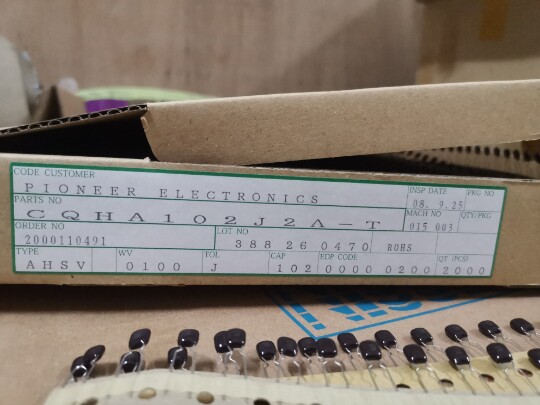 CODE CUSTOMER
PIONEER ELECTRONICS
INSP DATE
08. 9.25
PKG NO
PARTS NO
CQHA102J2A-T
MACH NO
015 003
QTY/PKG
ORDER NO
2000110491
LOT NO
388 26 0470
ROHS
TYPE
AHSV
WV
0100
TOL
J
CAP
102
EDP CODE
0000 0200
QT (PCS)
2000